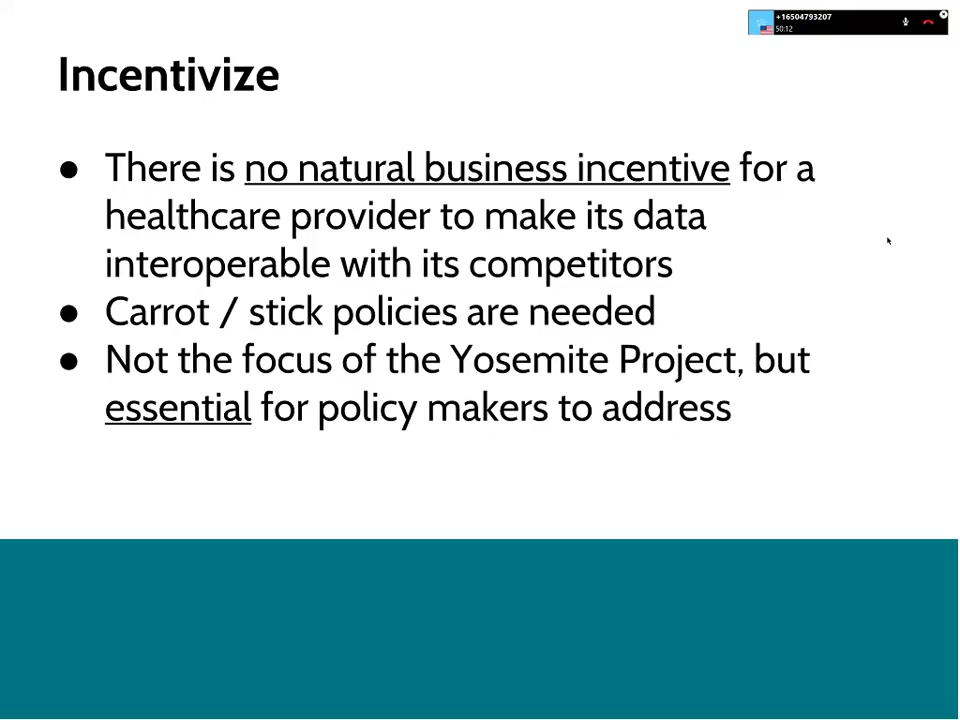 +16504793207
50:12
Incentivize
● There is no natural business incentive for a
healthcare provider to make its data
interoperable with its competitors
● Carrot / stick policies are needed
● Not the focus of the Yosemite Project, but
essential for policy makers to address